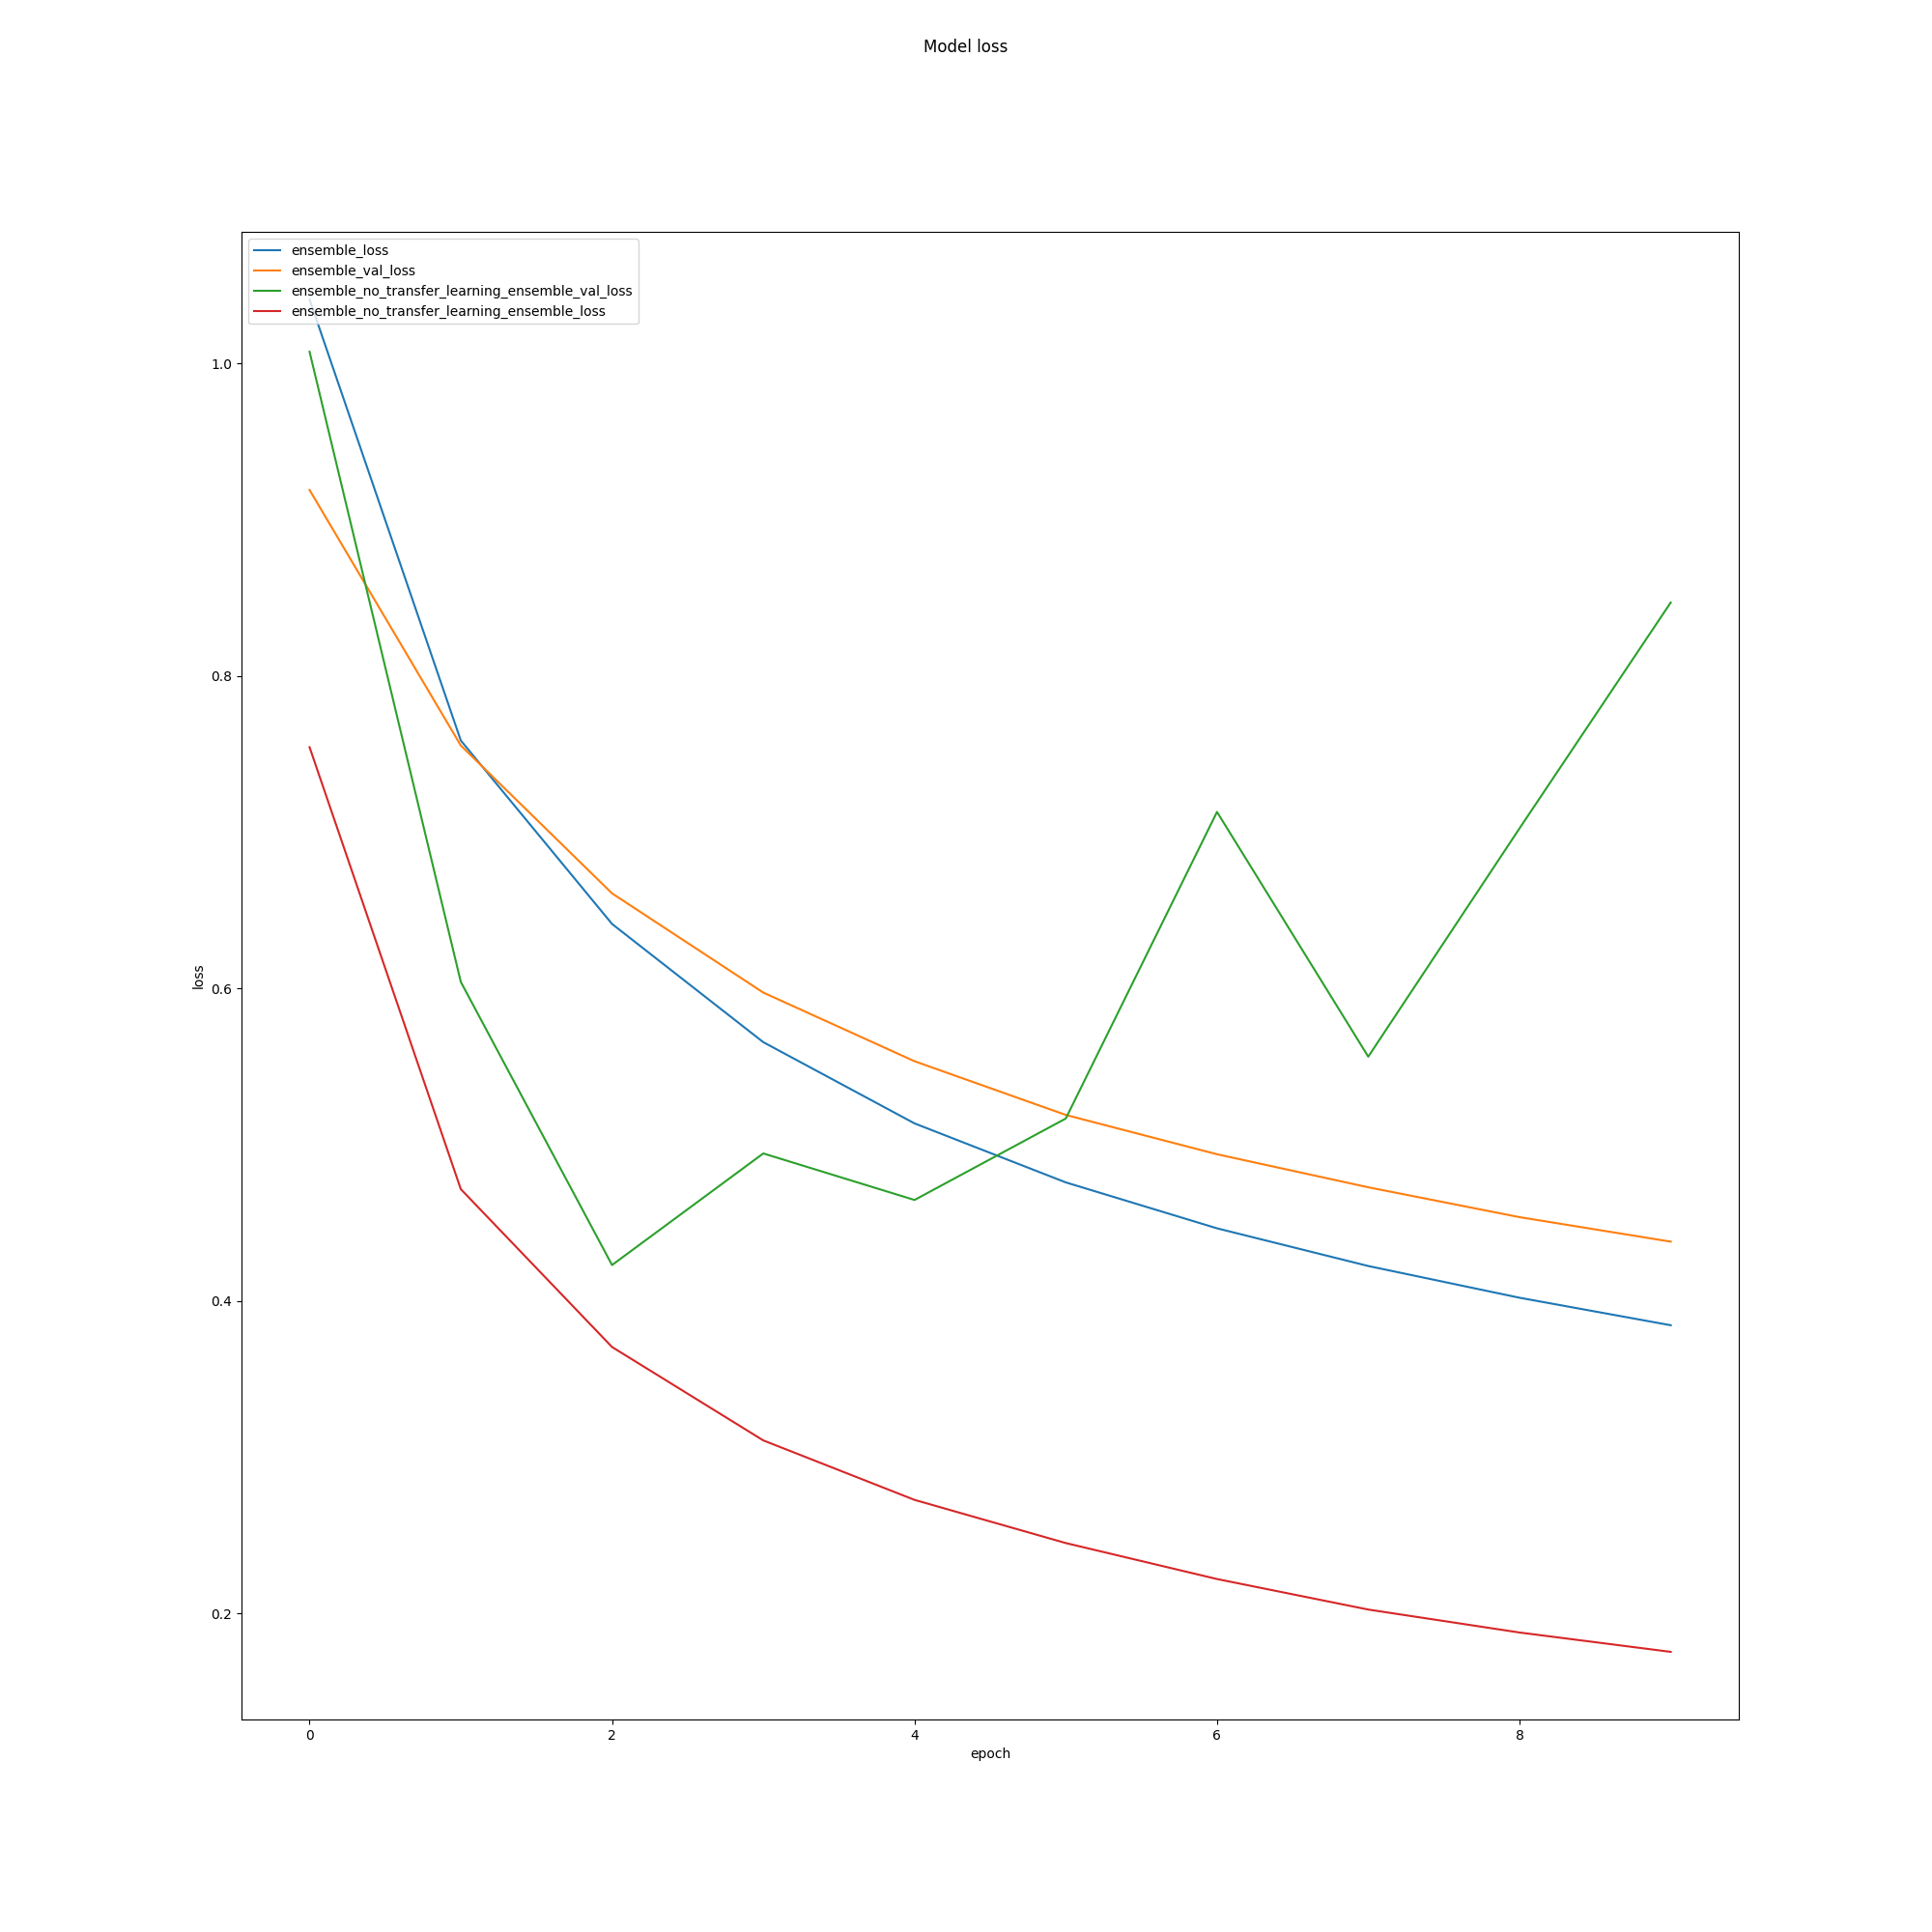 Model loss
ensemble_loss
ensemble_val_loss
ensemble_no_transfer_learning_ensemble_val_loss
ensemble_no_transfer_learning_ensemble_loss
1.0
0.8
0.6
0.4
0.2
loss
0 2 4 6 8
epoch